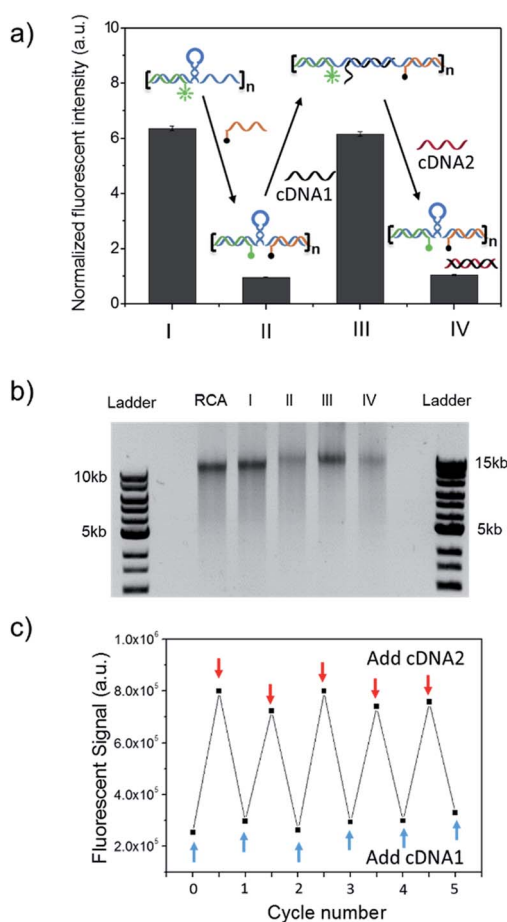 a)
Normalized fluorescent intensity (a.u.)
10
8
6
4
2
0
n
n
cDNA1
cDNA2
n
n
I II III IV
b)
Ladder RCA I II III IV Ladder
10kb
5kb
15kb
5kb
c)
Fluorescent Signal (a.u.)
1.0x10⁶
8.0x10⁵
6.0x10⁵
4.0x10⁵
2.0x10⁵
Add cDNA2
Add cDNA1
0 1 2 3 4 5
Cycle number